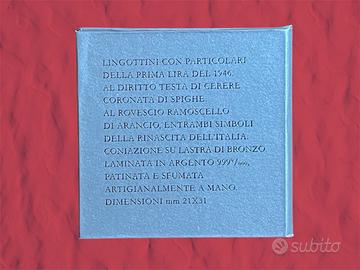 LINGOTTINI CON PARTICOLARI
DELLA PRIMA LIRA DEL 1946.
AL DIRITTO TESTA DI CERERE
CORONATA DI SPIGHE.
AL ROVESCIO RAMOSCELLO
DI ARANCIO, ENTRAMBI SIMBOLI
DELLA RINASCITA DELL'ITALIA.
CONIAZIONE SU LASTRA DI BRONZO
LAMINATA IN ARGENTO 999°/₀₀,
PATINATA E SFUMATA
ARTIGIANALMENTE A MANO.
DIMENSIONI mm 21X31
subito